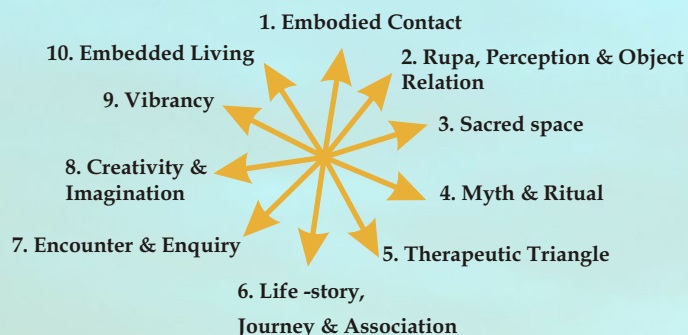 1. Embodied Contact
2. Rupa, Perception & Object
Relation
3. Sacred space
4. Myth & Ritual
5. Therapeutic Triangle
6. Life -story,
Journey & Association
7. Encounter & Enquiry
8. Creativity &
Imagination
9. Vibrancy
10. Embedded Living